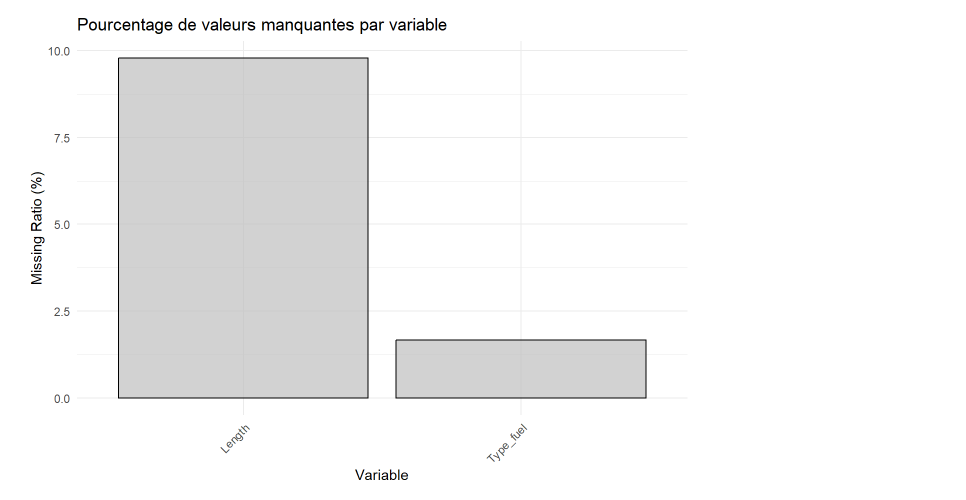 Pourcentage de valeurs manquantes par variable
10.0
7.5
5.0
2.5
0.0
Missing Ratio (%)
Length
Type_fuel
Variable